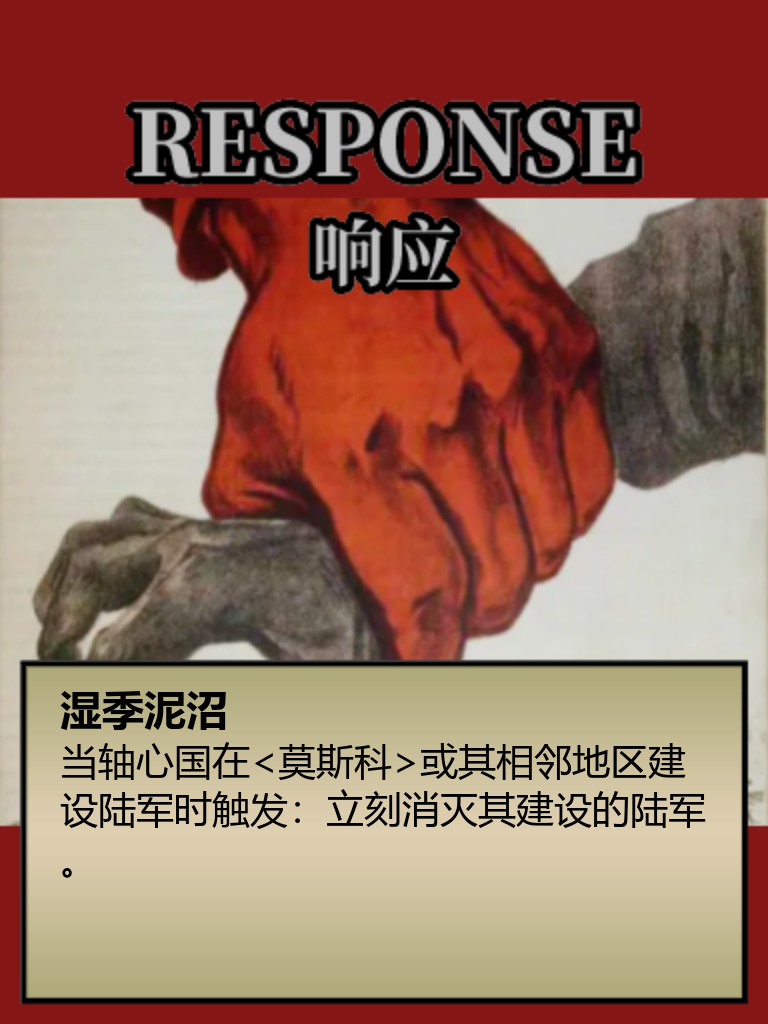 RESPONSE
响应
湿季泥沼
当轴心国在<莫斯科>或其相邻地区建
设陆军时触发：立刻消灭其建设的陆军
。